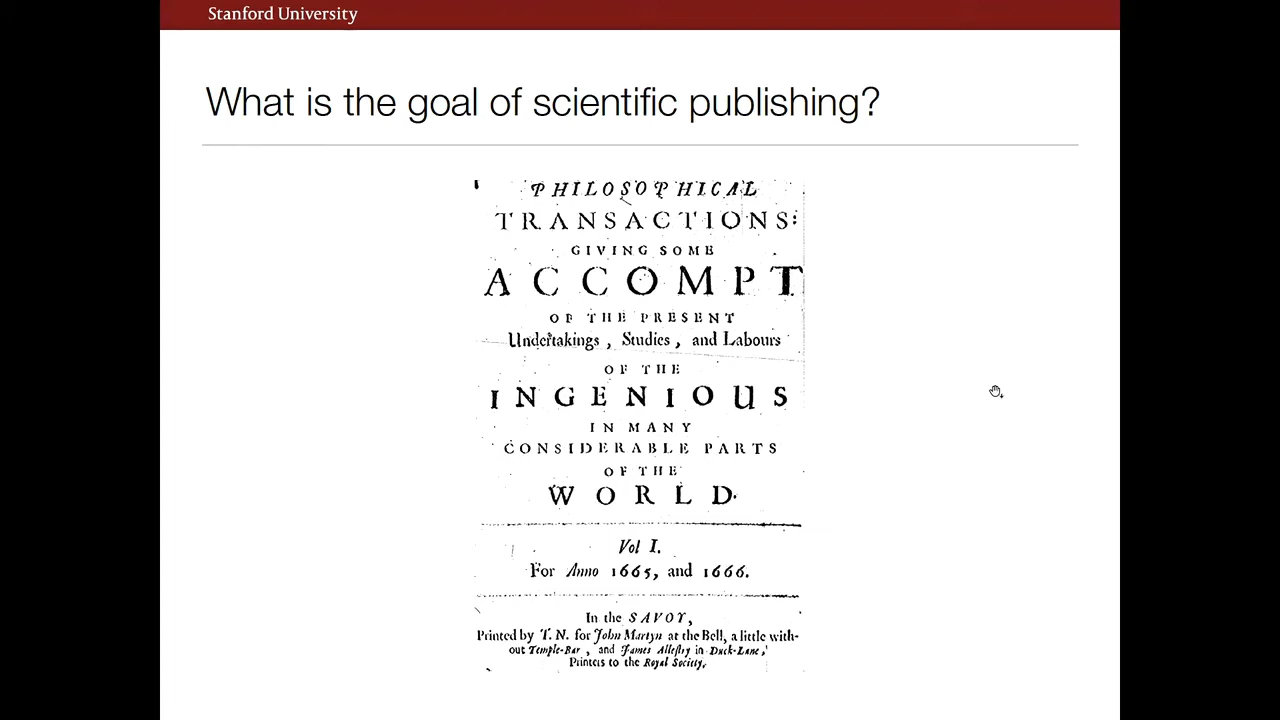 Stanford University
What is the goal of scientific publishing?
PHILOSOPHICAL
TRANSACTIONS:
GIVING SOME
ACCOMPT
OF THE PRESENT
Undertakings, Studies, and Labours
OF THE
INGENIOUS
IN MANY
CONSIDERABLE PARTS
OF THE
WORLD.
Vol I.
For Anno 1665, and 1666.
In the SAVOY,
Printed by T. N. for John Martyn at the Bell, a little with-
out Temple-Bar, and James Allestry in Duck-Lane,
Printers to the Royal Society.